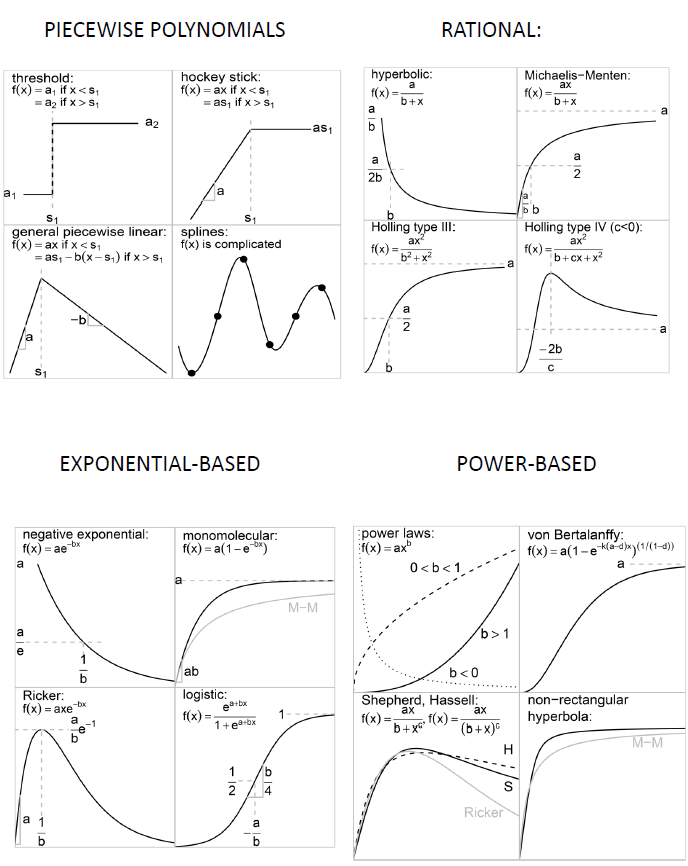 PIECEWISE POLYNOMIALS
RATIONAL:
threshold:
f(x) = a₁ if x < s₁
= a₂ if x > s₁
a₂
a₁
s₁
hockey stick:
f(x) = ax if x < s₁
= as₁ if x > s₁
as₁
a
s₁
general piecewise linear:
f(x) = ax if x < s₁
= as₁ − b(x − s₁) if x > s₁
−b
a
s₁
splines:
f(x) is complicated
hyperbolic:
f(x) = a/(b+x)
a/b
a/2b
b
Michaelis−Menten:
f(x) = ax/(b+x)
a
a/2
a/b
b
Holling type III:
f(x) = ax²/(b²+x²)
a
a/2
b
Holling type IV (c<0):
f(x) = ax²/(b+cx+x²)
a
−2b/c
EXPONENTIAL-BASED
POWER-BASED
negative exponential:
f(x) = ae^(−bx)
a
a/e
1/b
monomolecular:
f(x) = a(1−e^(−bx))
a
M−M
ab
Ricker:
f(x) = axe^(−bx)
a/b e⁻¹
a
1/b
logistic:
f(x) = e^(a+bx)/(1+e^(a+bx))
1
1/2
b/4
−a/b
power laws:
f(x) = ax^b
0 < b < 1
b > 1
b < 0
von Bertalanffy:
f(x) = a(1−e^(−k(a−d)x))^(1/(1−d))
a
Shepherd, Hassell:
f(x) = ax/(b+x^c), f(x) = ax/(b+x)^c
H
S
Ricker
non−rectangular
hyperbola:
M−M